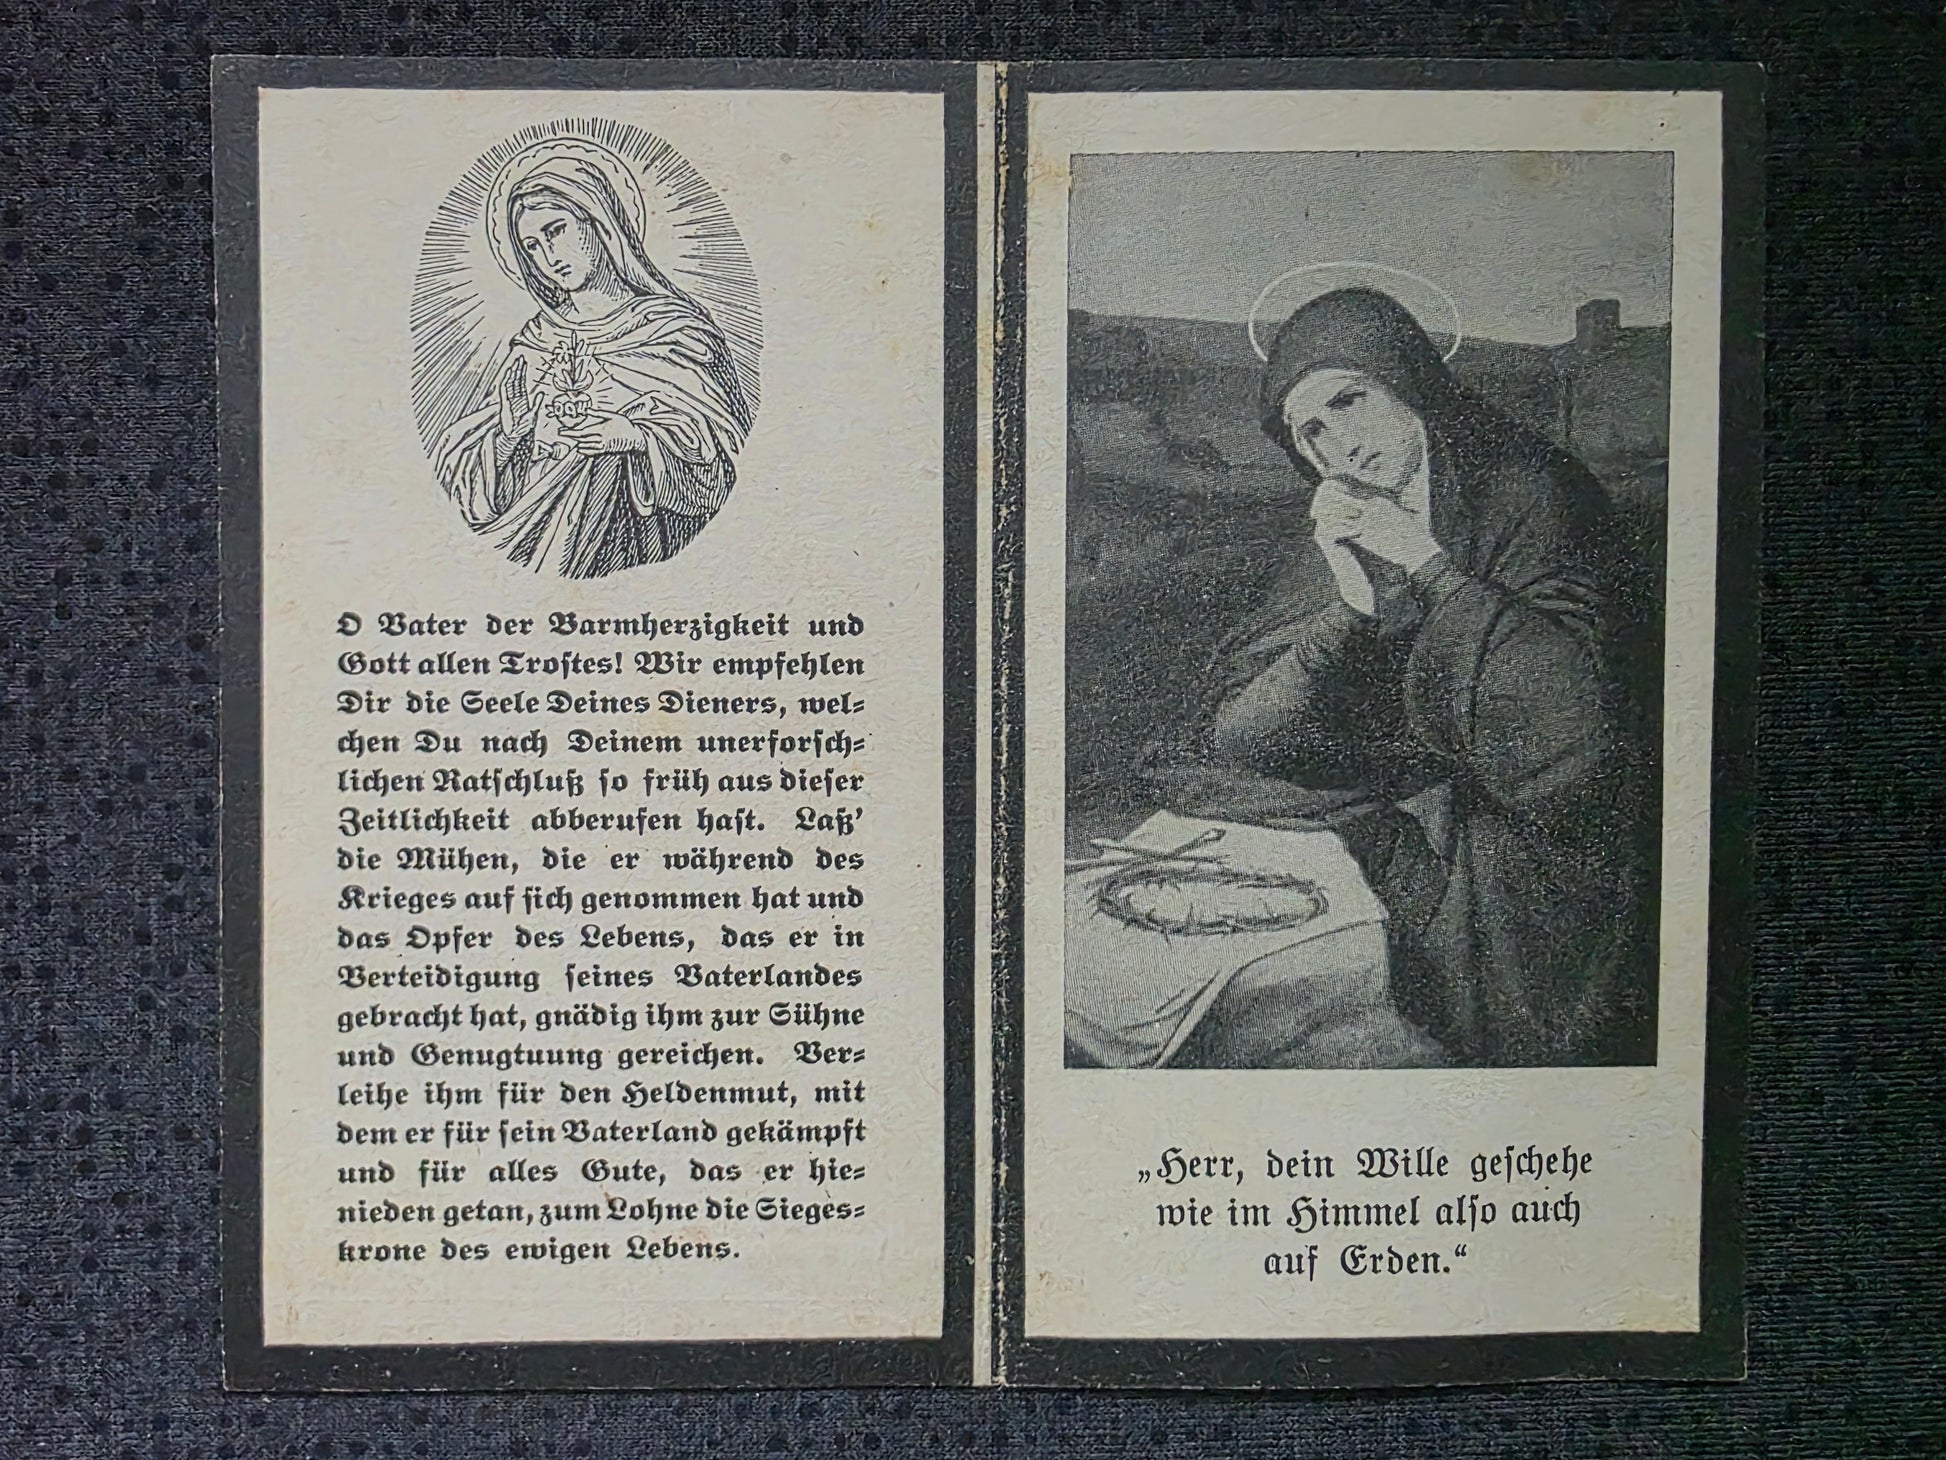 O Vater der Barmherzigkeit und
Gott allen Troſtes! Wir empfehlen
Dir die Seele Deines Dieners, wel⸗
chen Du nach Deinem unerforſch⸗
lichen Ratſchluß ſo früh aus dieſer
Zeitlichkeit abberufen haſt. Laß'
die Mühen, die er während des
Krieges auf ſich genommen hat und
das Opfer des Lebens, das er in
Verteidigung ſeines Vaterlandes
gebracht hat, gnädig ihm zur Sühne
und Genugtuung gereichen. Ver⸗
leihe ihm für den Heldenmut, mit
dem er für ſein Vaterland gekämpft
und für alles Gute, das er hie⸗
nieden getan, zum Lohne die Sieges⸗
krone des ewigen Lebens.
„Herr, dein Wille geſchehe
wie im Himmel alſo auch
auf Erden.“